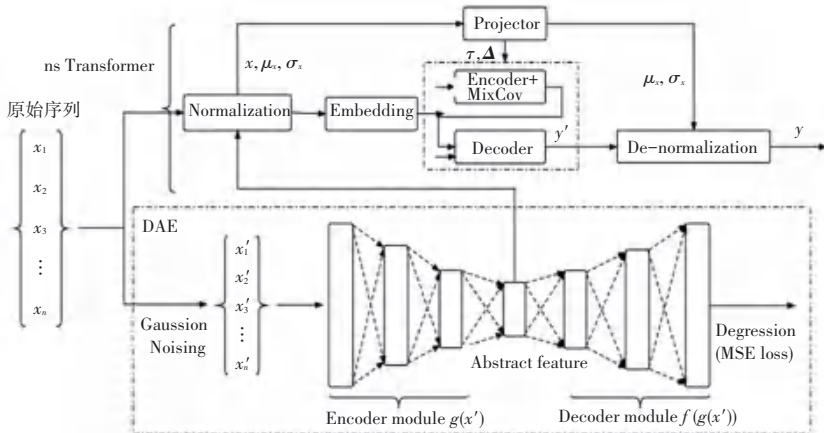 Projector
ns Transformer
x, μx, σx
τ, Δ
Encoder+
MixCov
μx, σx
原始序列
Normalization
Embedding
Decoder
y′
De-normalization
y
x1
x2
x3
⋮
xn
DAE
x1′
x2′
x3′
⋮
xn′
Gaussion
Noising
Abstract feature
Degression
(MSE loss)
Encoder module g(x′)
Decoder module f(g(x′))